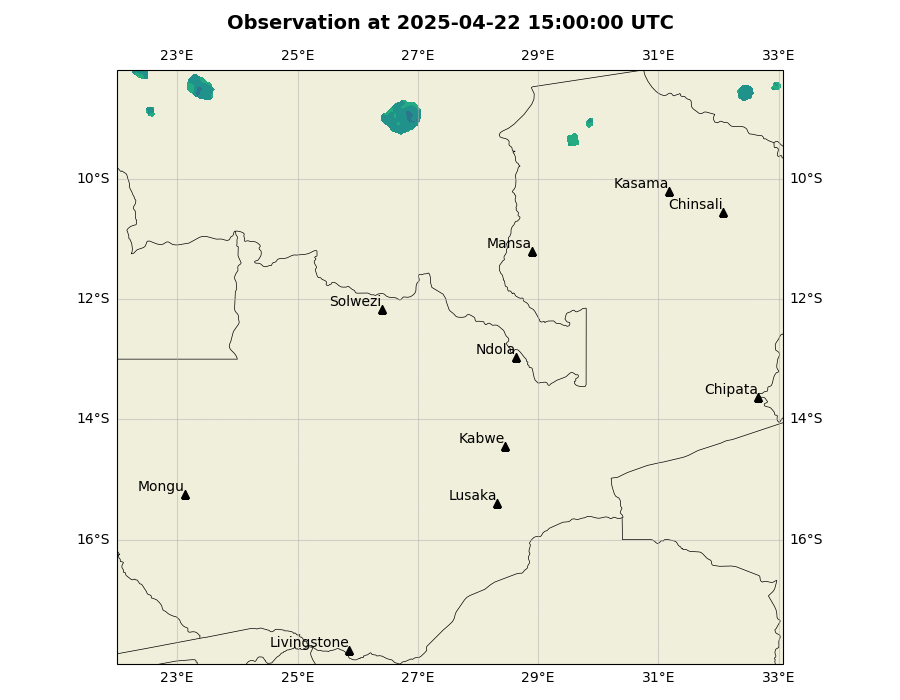 Observation at 2025-04-22 15:00:00 UTC
23°E 25°E 27°E 29°E 31°E 33°E
10°S 10°S
Kasama
Chinsali
Mansa
12°S 12°S
Solwezi
Ndola
Chipata
14°S 14°S
Kabwe
Mongu
Lusaka
16°S 16°S
Livingstone
23°E 25°E 27°E 29°E 31°E 33°E